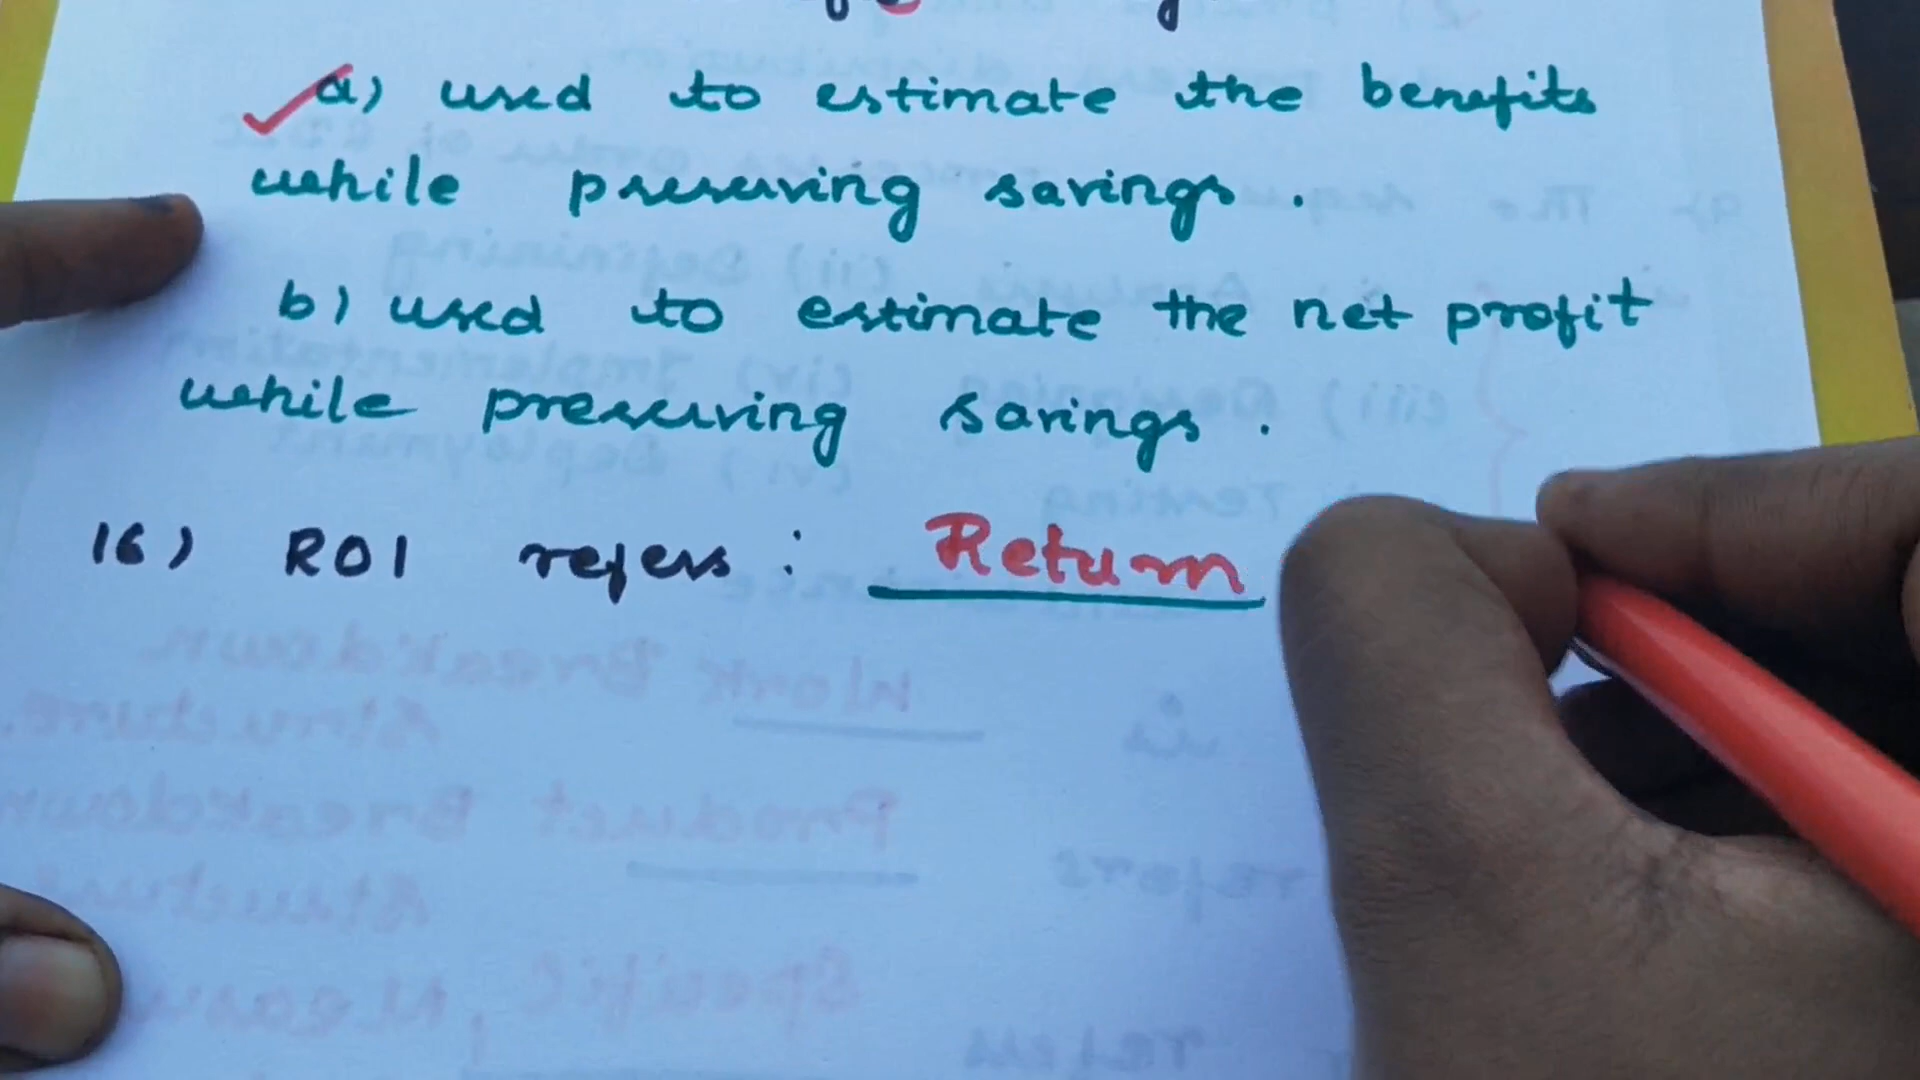 a) used to estimate the benefits
while preserving savings.
b) used to estimate the net profit
while preserving savings.
16) ROI refers: Return